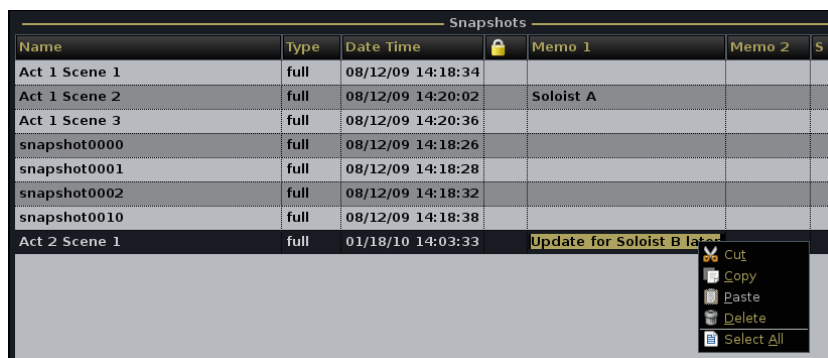 Snapshots
Name Type Date Time Memo 1 Memo 2 S
Act 1 Scene 1 full 08/12/09 14:18:34
Act 1 Scene 2 full 08/12/09 14:20:02 Soloist A
Act 1 Scene 3 full 08/12/09 14:20:36
snapshot0000 full 08/12/09 14:18:26
snapshot0001 full 08/12/09 14:18:28
snapshot0002 full 08/12/09 14:18:32
snapshot0010 full 08/12/09 14:18:38
Act 2 Scene 1 full 01/18/10 14:03:33 Update for Soloist B later
Cut
Copy
Paste
Delete
Select All